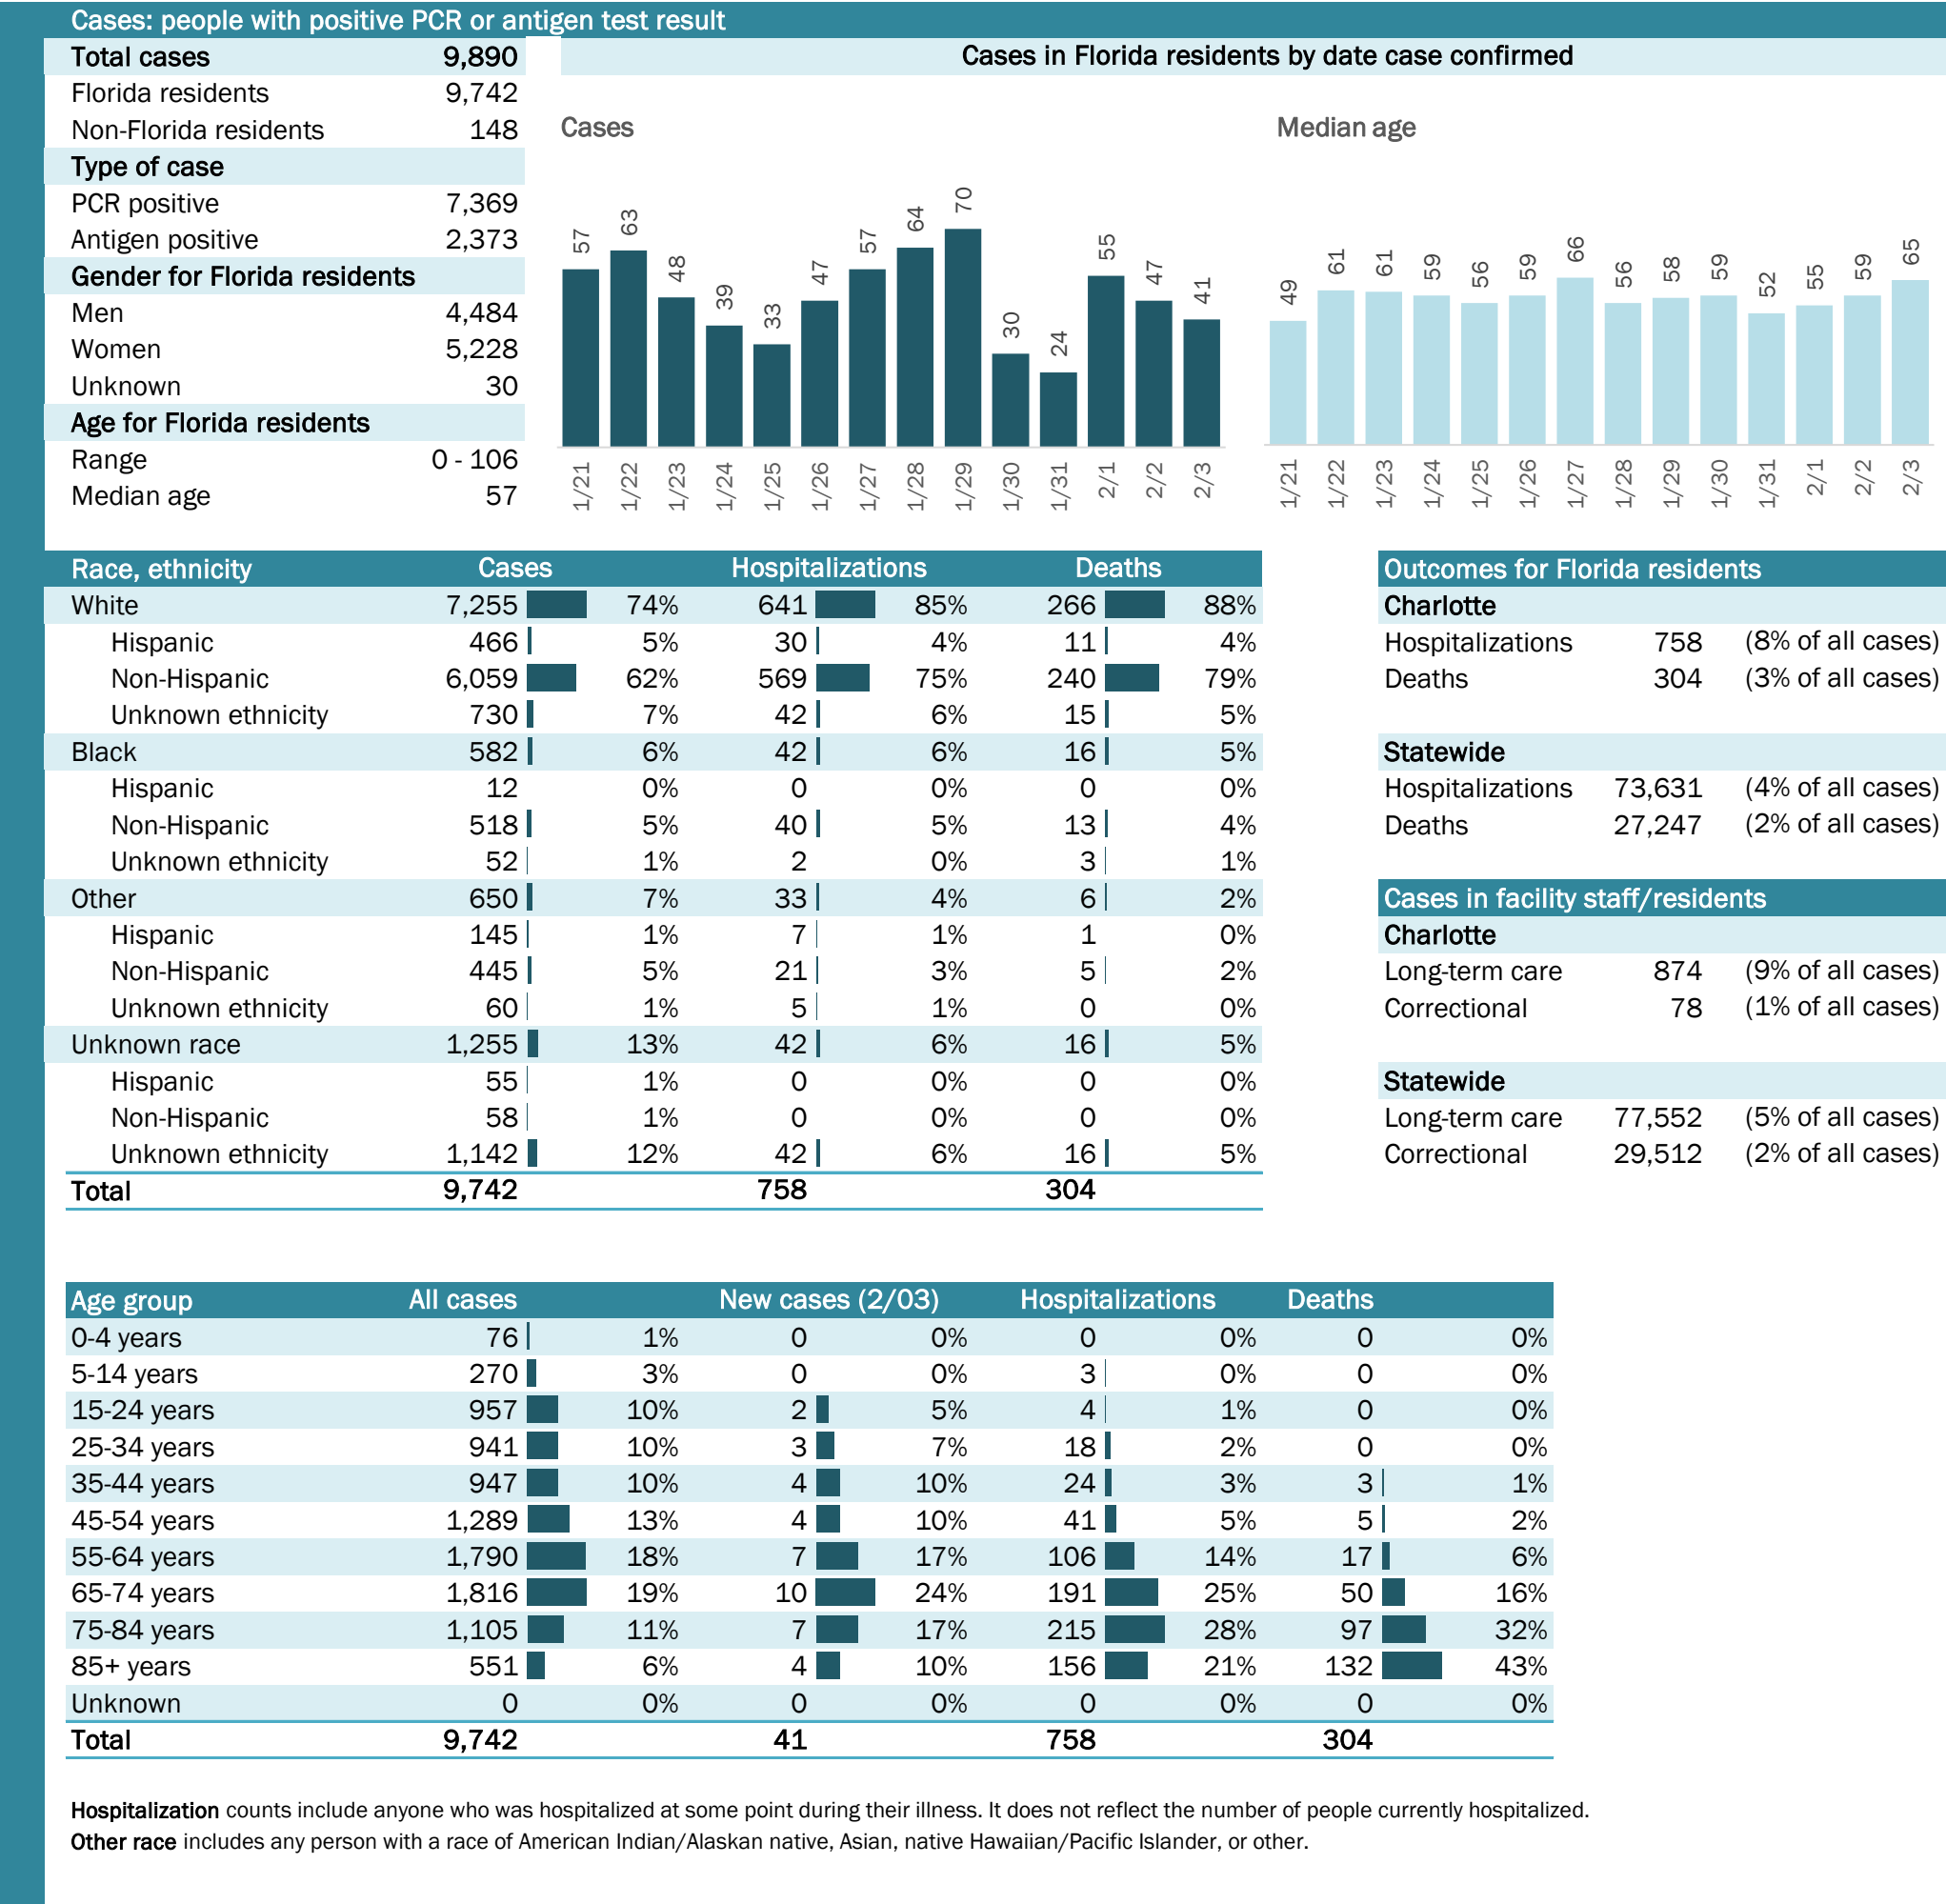 Cases: people with positive PCR or antigen test result
Total cases 9,890
Florida residents 9,742
Non-Florida residents 148
Type of case
PCR positive 7,369
Antigen positive 2,373
Gender for Florida residents
Men 4,484
Women 5,228
Unknown 30
Age for Florida residents
Range 0 - 106
Median age 57
Cases in Florida residents by date case confirmed
Cases
57 63 48 39 33 47 57 64 70 30 24 55 47 41
1/21 1/22 1/23 1/24 1/25 1/26 1/27 1/28 1/29 1/30 1/31 2/1 2/2 2/3
Median age
49 61 61 59 56 59 66 56 58 59 52 55 59 65
1/21 1/22 1/23 1/24 1/25 1/26 1/27 1/28 1/29 1/30 1/31 2/1 2/2 2/3
Race, ethnicity Cases Hospitalizations Deaths
White 7,255 74% 641 85% 266 88%
Hispanic 466 5% 30 4% 11 4%
Non-Hispanic 6,059 62% 569 75% 240 79%
Unknown ethnicity 730 7% 42 6% 15 5%
Black 582 6% 42 6% 16 5%
Hispanic 12 0% 0 0% 0 0%
Non-Hispanic 518 5% 40 5% 13 4%
Unknown ethnicity 52 1% 2 0% 3 1%
Other 650 7% 33 4% 6 2%
Hispanic 145 1% 7 1% 1 0%
Non-Hispanic 445 5% 21 3% 5 2%
Unknown ethnicity 60 1% 5 1% 0 0%
Unknown race 1,255 13% 42 6% 16 5%
Hispanic 55 1% 0 0% 0 0%
Non-Hispanic 58 1% 0 0% 0 0%
Unknown ethnicity 1,142 12% 42 6% 16 5%
Total 9,742 758 304
Outcomes for Florida residents
Charlotte
Hospitalizations 758 (8% of all cases)
Deaths 304 (3% of all cases)
Statewide
Hospitalizations 73,631 (4% of all cases)
Deaths 27,247 (2% of all cases)
Cases in facility staff/residents
Charlotte
Long-term care 874 (9% of all cases)
Correctional 78 (1% of all cases)
Statewide
Long-term care 77,552 (5% of all cases)
Correctional 29,512 (2% of all cases)
Age group All cases New cases (2/03) Hospitalizations Deaths
0-4 years 76 1% 0 0% 0 0% 0 0%
5-14 years 270 3% 0 0% 3 0% 0 0%
15-24 years 957 10% 2 5% 4 1% 0 0%
25-34 years 941 10% 3 7% 18 2% 0 0%
35-44 years 947 10% 4 10% 24 3% 3 1%
45-54 years 1,289 13% 4 10% 41 5% 5 2%
55-64 years 1,790 18% 7 17% 106 14% 17 6%
65-74 years 1,816 19% 10 24% 191 25% 50 16%
75-84 years 1,105 11% 7 17% 215 28% 97 32%
85+ years 551 6% 4 10% 156 21% 132 43%
Unknown 0 0% 0 0% 0 0% 0 0%
Total 9,742 41 758 304
Hospitalization counts include anyone who was hospitalized at some point during their illness. It does not reflect the number of people currently hospitalized.
Other race includes any person with a race of American Indian/Alaskan native, Asian, native Hawaiian/Pacific Islander, or other.